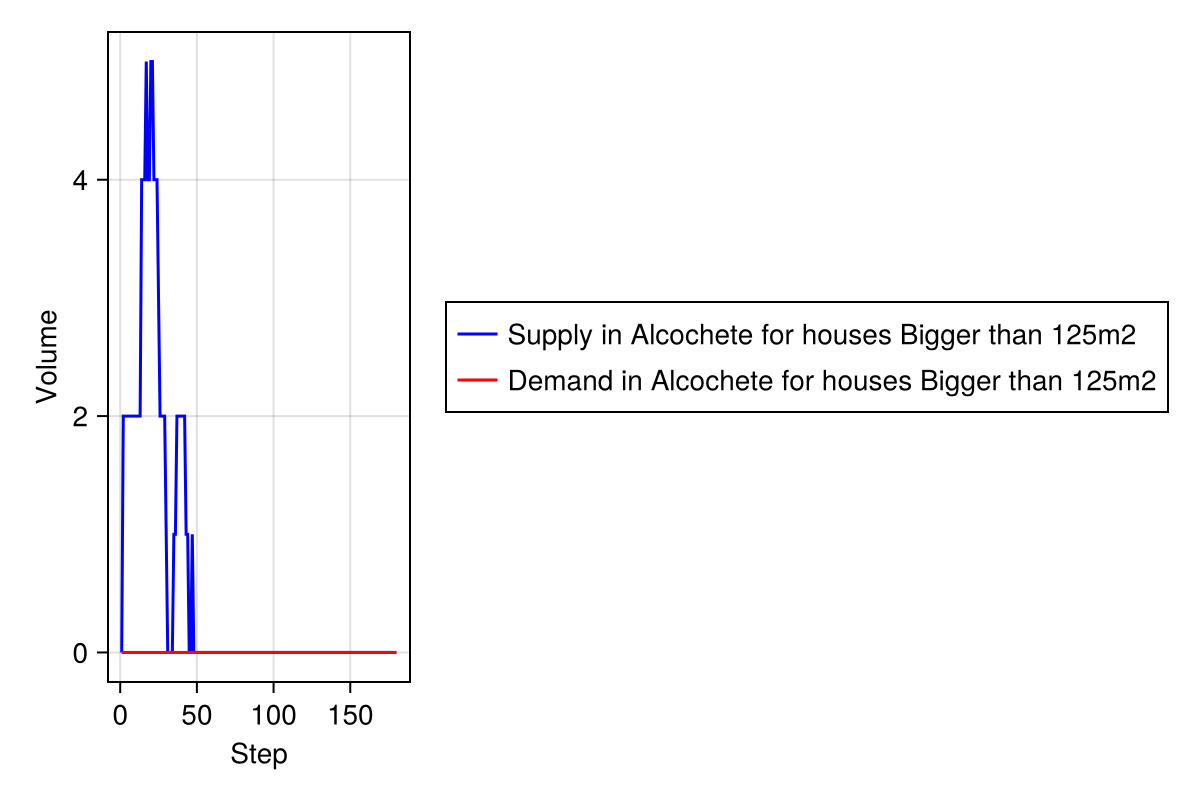 Volume
4
2
0
0 50 100 150
Step
Supply in Alcochete for houses Bigger than 125m2
Demand in Alcochete for houses Bigger than 125m2